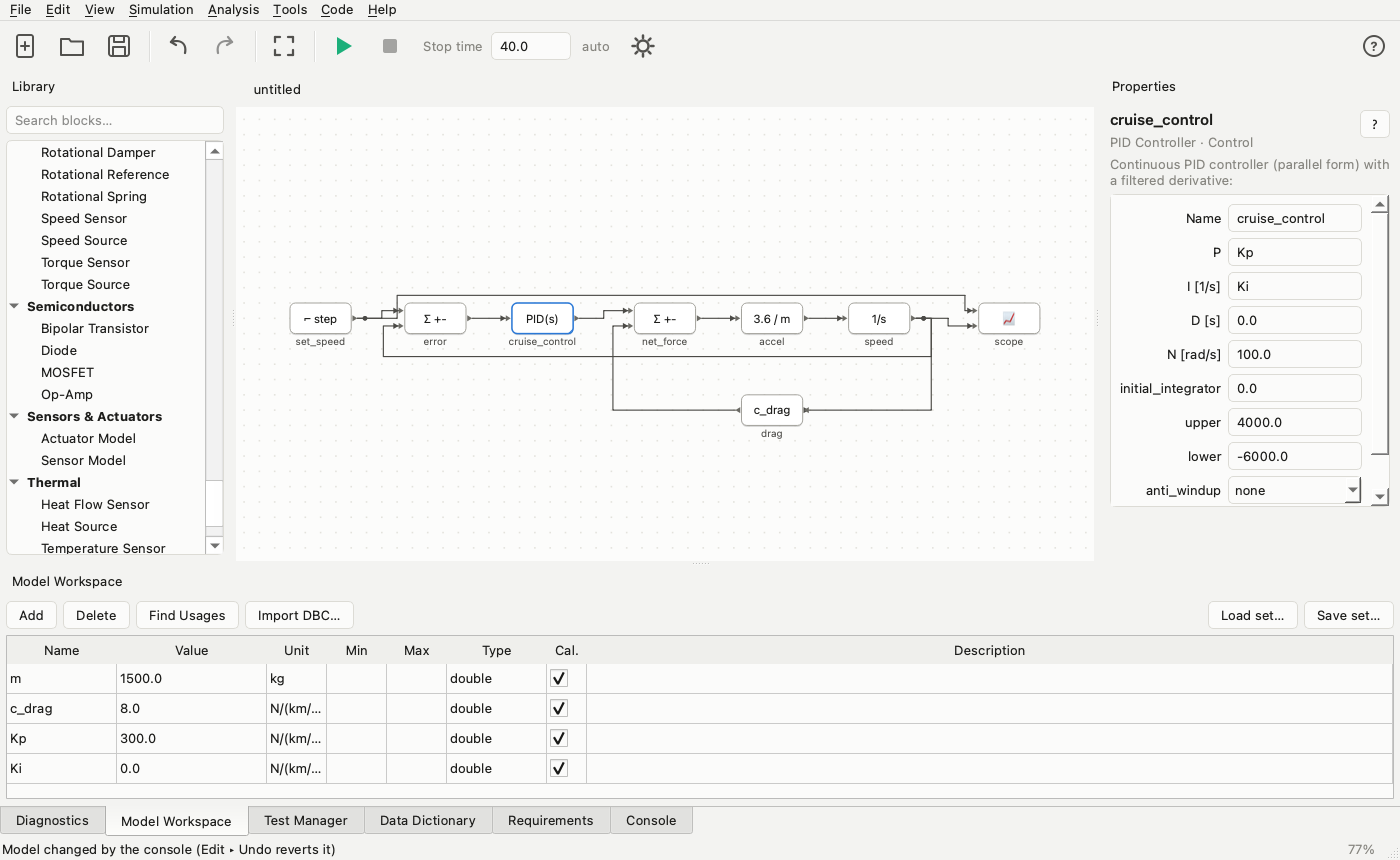 File Edit View Simulation Analysis Tools Code Help
Stop time 40.0 auto
Library
untitled
Properties
Search blocks...
Rotational Damper
Rotational Reference
Rotational Spring
Speed Sensor
Speed Source
Torque Sensor
Torque Source
Semiconductors
Bipolar Transistor
Diode
MOSFET
Op-Amp
Sensors & Actuators
Actuator Model
Sensor Model
Thermal
Heat Flow Sensor
Heat Source
Temperature Sensor
⌐ step
set_speed
Σ +-
error
PID(s)
cruise_control
Σ +-
net_force
3.6 / m
accel
1/s
speed
scope
c_drag
drag
cruise_control
?
PID Controller · Control
Continuous PID controller (parallel form) with
a filtered derivative:
Name cruise_control
P Kp
I [1/s] Ki
D [s] 0.0
N [rad/s] 100.0
initial_integrator 0.0
upper 4000.0
lower -6000.0
anti_windup none
Model Workspace
Add Delete Find Usages Import DBC... Load set... Save set...
Name Value Unit Min Max Type Cal. Description
m 1500.0 kg double
c_drag 8.0 N/(km/... double
Kp 300.0 N/(km/... double
Ki 0.0 N/(km/... double
Diagnostics Model Workspace Test Manager Data Dictionary Requirements Console
Model changed by the console (Edit ▸ Undo reverts it) 77%